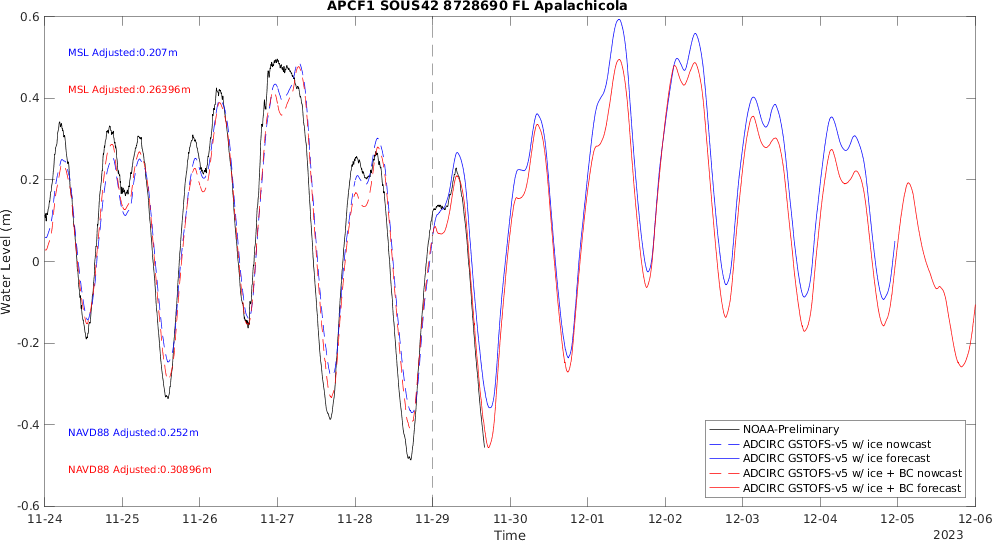 APCF1 SOUS42 8728690 FL Apalachicola
0.6
0.4
0.2
0
-0.2
-0.4
-0.6
Water Level (m)
MSL Adjusted:0.207m
MSL Adjusted:0.26396m
NAVD88 Adjusted:0.252m
NAVD88 Adjusted:0.30896m
NOAA-Preliminary
ADCIRC GSTOFS-v5 w/ ice nowcast
ADCIRC GSTOFS-v5 w/ ice forecast
ADCIRC GSTOFS-v5 w/ ice + BC nowcast
ADCIRC GSTOFS-v5 w/ ice + BC forecast
11-24 11-25 11-26 11-27 11-28 11-29 11-30 12-01 12-02 12-03 12-04 12-05 12-06
Time
2023